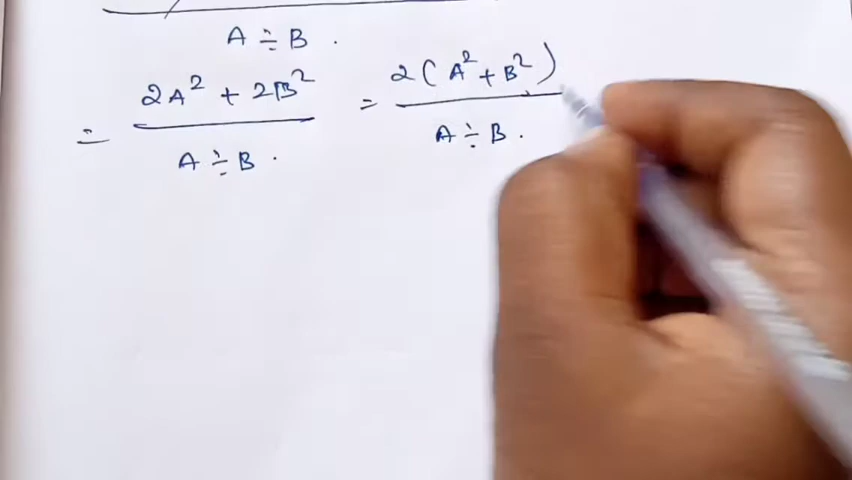 A ÷ B .
= 2A² + 2B² / A ÷ B . = 2(A² + B²) / A ÷ B .